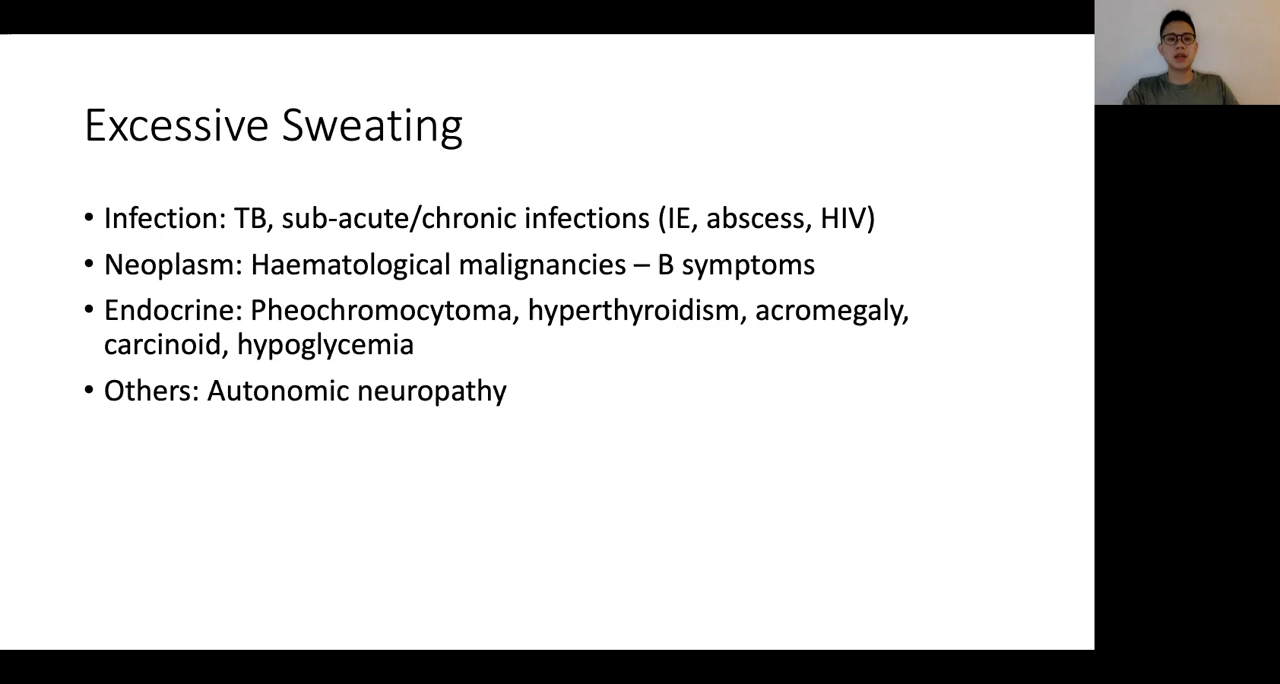 Excessive Sweating
• Infection: TB, sub-acute/chronic infections (IE, abscess, HIV)
• Neoplasm: Haematological malignancies – B symptoms
• Endocrine: Pheochromocytoma, hyperthyroidism, acromegaly,
carcinoid, hypoglycemia
• Others: Autonomic neuropathy